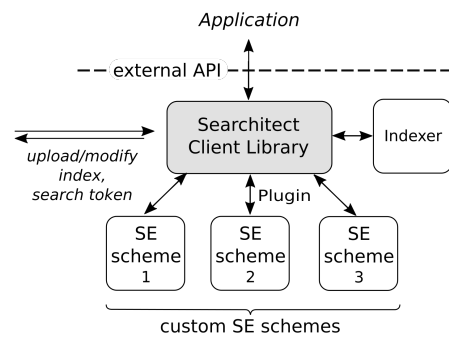 Application
external API
Searchitect
Client Library
Indexer
upload/modify
index,
search token
Plugin
SE
scheme
1
SE
scheme
2
SE
scheme
3
custom SE schemes